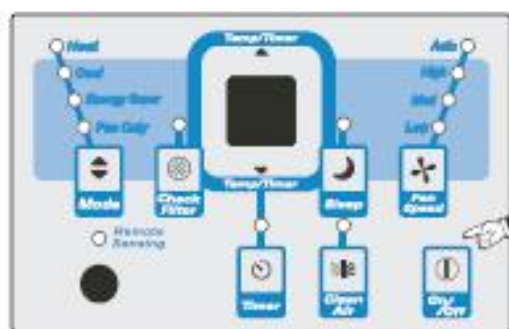 Heat
Cool
Energy Saver
Fan Only
Mode
Check
Filter
Temp/Timer
Temp/Timer
Sleep
Auto
High
Med
Low
Fan
Speed
Remote
Sensing
Timer
Clean
Air
On/
/Off